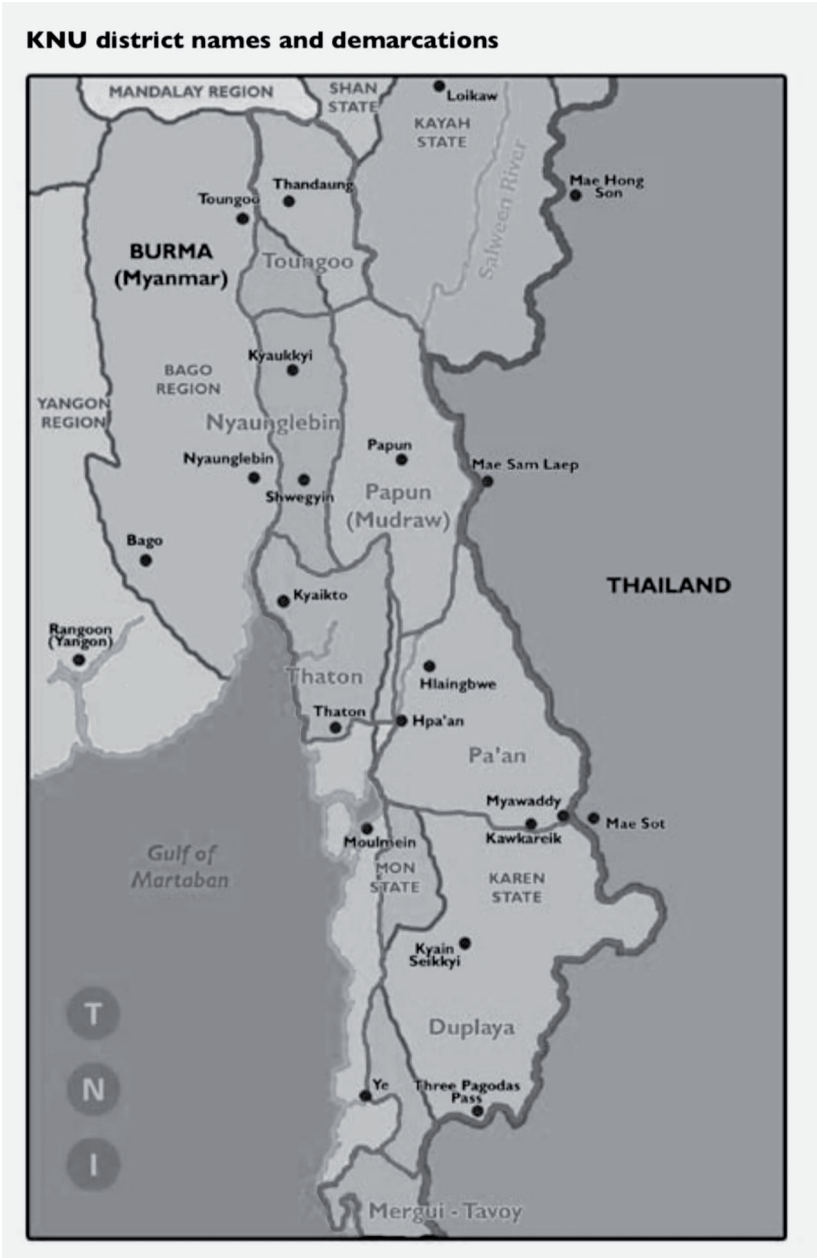 KNU district names and demarcations
MANDALAY REGION
SHAN
STATE
Loikaw
KAYAH
STATE
Salween River
Mae Hong
Son
Thandaung
Toungoo
BURMA
(Myanmar)
Toungoo
Kyaukkyi
BAGO
REGION
YANGON
REGION
Nyaunglebin
Nyaunglebin
Shwegyin
Papun
Mae Sam Laep
Papun
(Mudraw)
Bago
THAILAND
Kyaikto
Rangoon
(Yangon)
Thaton
Hlaingbwe
Thaton
Hpa'an
Pa'an
Myawaddy
Mae Sot
Kawkareik
Moulmein
Gulf of
Martaban
MON
STATE
KAREN
STATE
Kyain
Seikkyi
T
N
I
Duplaya
Ye
Three Pagodas
Pass
Mergui - Tavoy